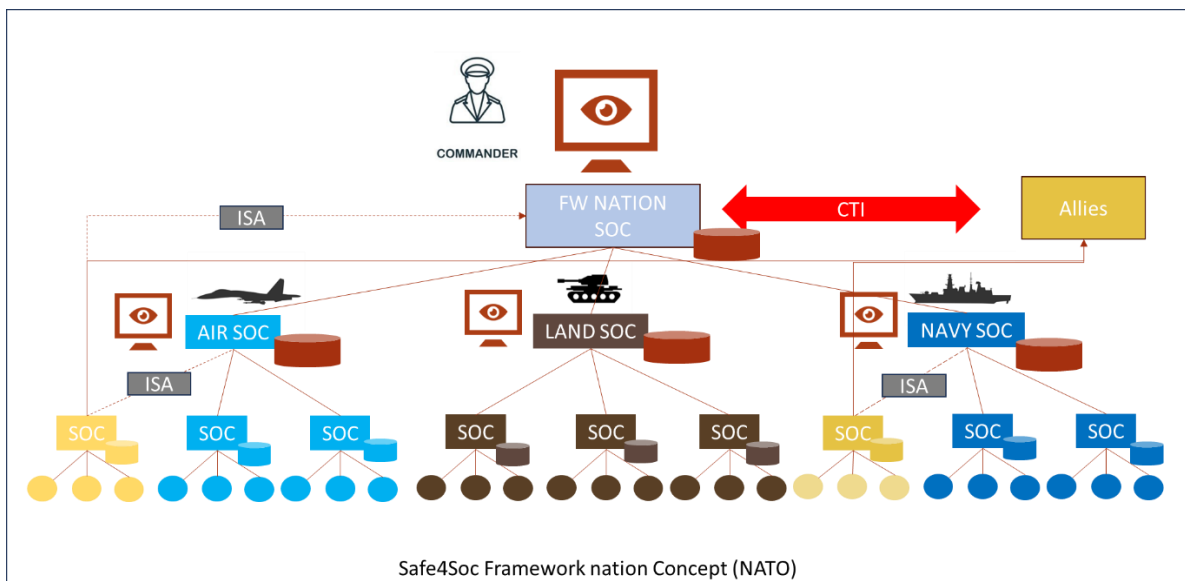 COMMANDER
FW NATION
SOC
CTI
Allies
ISA
AIR SOC
LAND SOC
NAVY SOC
ISA
ISA
SOC
SOC
SOC
SOC
SOC
SOC
SOC
SOC
SOC
Safe4Soc Framework nation Concept (NATO)